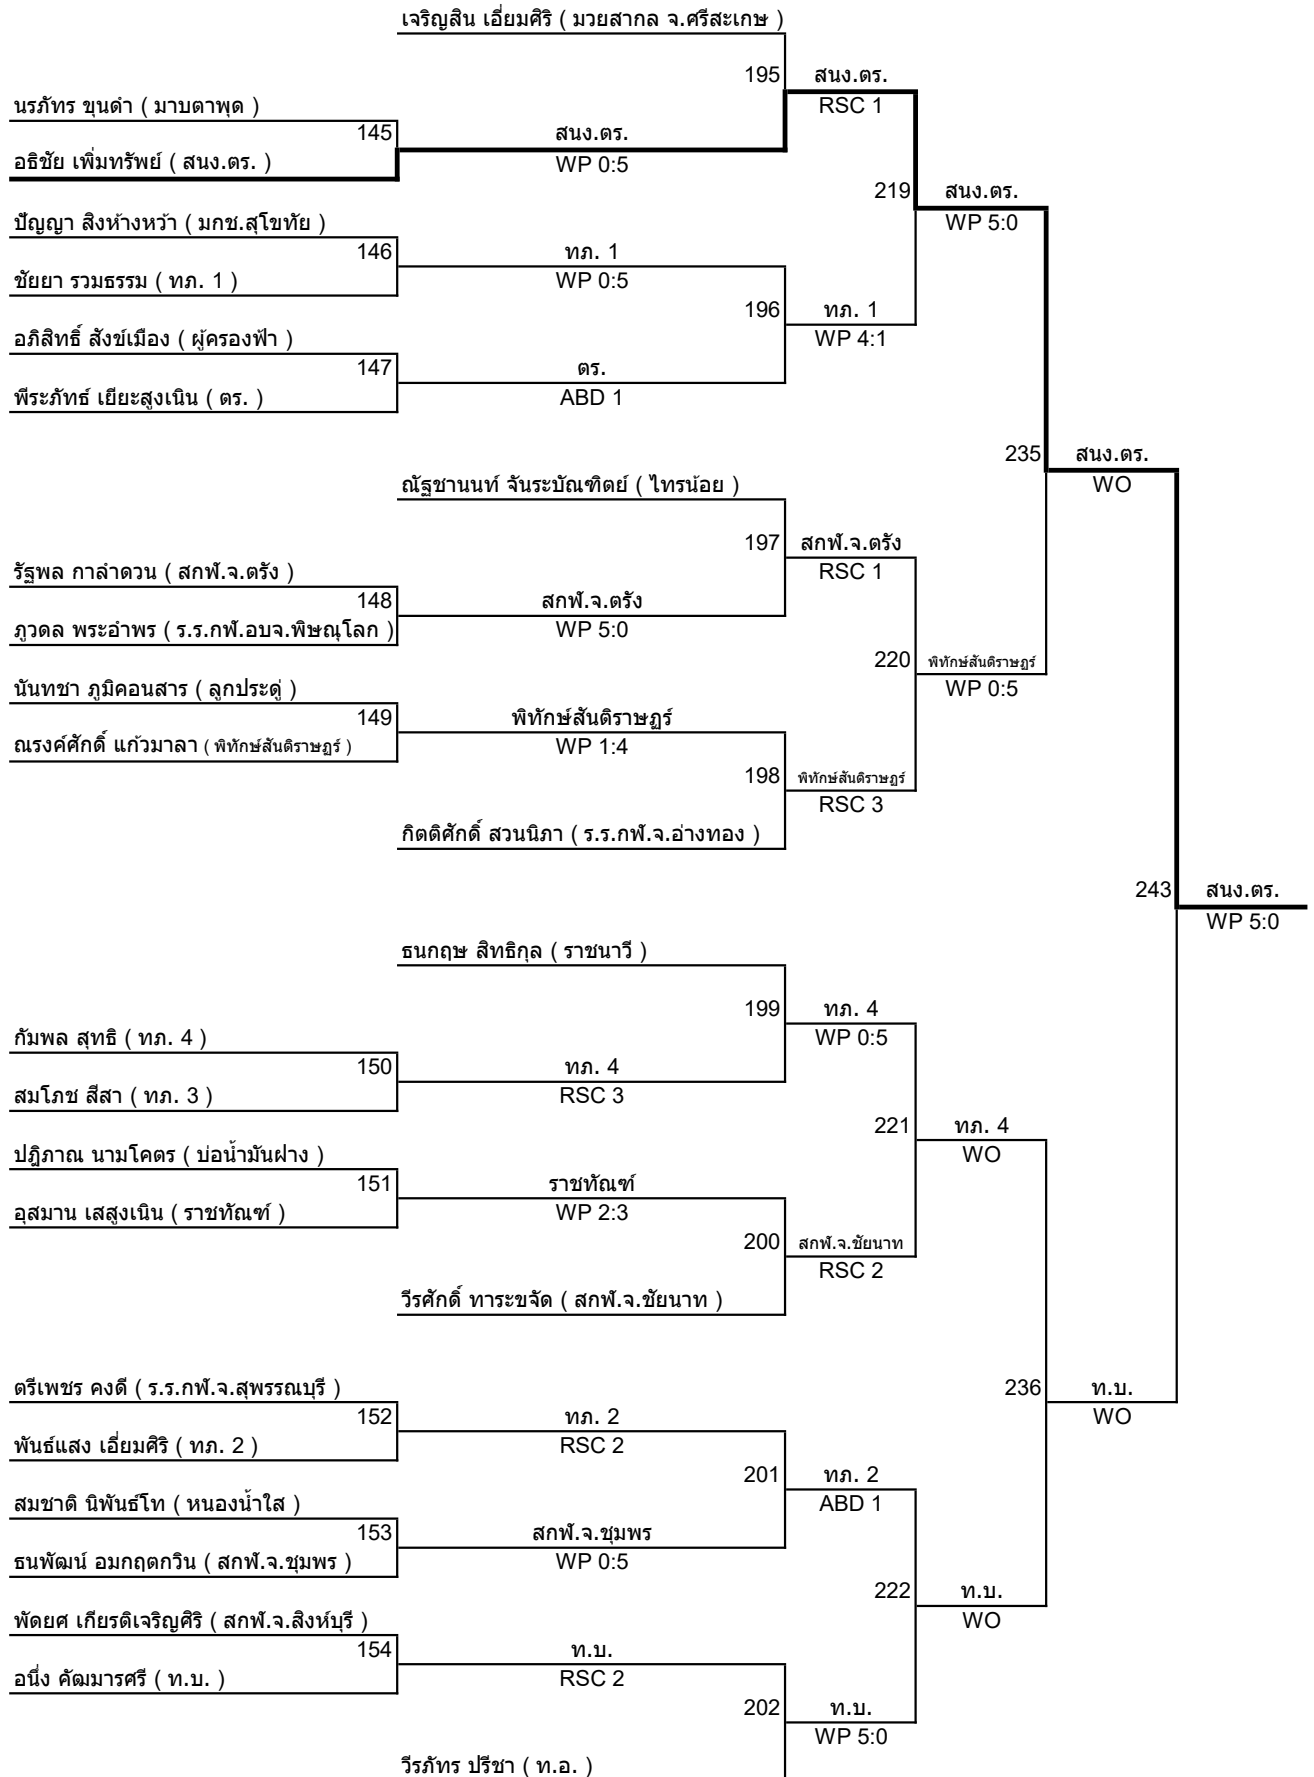 เจริญสิน เอี่ยมศิริ ( มวยสากล จ.ศรีสะเกษ )
195 สนง.ตร.
RSC 1
นรภัทร ขุนดำ ( มาบตาพุด )
145 สนง.ตร.
อธิชัย เพิ่มทรัพย์ ( สนง.ตร. )
WP 0:5
219 สนง.ตร.
WP 5:0
ปัญญา สิงห้างหว้า ( มกช.สุโขทัย )
146 ทภ. 1
ชัยยา รวมธรรม ( ทภ. 1 )
WP 0:5
196 ทภ. 1
WP 4:1
อภิสิทธิ์ สังข์เมือง ( ผู้ครองฟ้า )
147 ตร.
พีระภัทธ์ เยียะสูงเนิน ( ตร. )
ABD 1
235 สนง.ตร.
WO
ณัฐชานนท์ จันระบัณฑิตย์ ( ไทรน้อย )
197 สกฬ.จ.ตรัง
RSC 1
รัฐพล กาลำดวน ( สกฬ.จ.ตรัง )
148 สกฬ.จ.ตรัง
ภูวดล พระอำพร ( ร.ร.กฬ.อบจ.พิษณุโลก )
WP 5:0
220 พิทักษ์สันติราษฎร์
WP 0:5
นันทชา ภูมิคอนสาร ( ลูกประดู่ )
149 พิทักษ์สันติราษฎร์
ณรงค์ศักดิ์ แก้วมาลา ( พิทักษ์สันติราษฎร์ )
WP 1:4
198 พิทักษ์สันติราษฎร์
RSC 3
กิตติศักดิ์ สวนนิภา ( ร.ร.กฬ.จ.อ่างทอง )
243 สนง.ตร.
WP 5:0
ธนกฤษ สิทธิกุล ( ราชนาวี )
199 ทภ. 4
WP 0:5
กัมพล สุทธิ ( ทภ. 4 )
150 ทภ. 4
สมโภช สีสา ( ทภ. 3 )
RSC 3
221 ทภ. 4
WO
ปฎิภาณ นามโคตร ( บ่อน้ำมันฝาง )
151 ราชทัณฑ์
อุสมาน เสสูงเนิน ( ราชทัณฑ์ )
WP 2:3
200 สกฬ.จ.ชัยนาท
RSC 2
วีรศักดิ์ ทาระขจัด ( สกฬ.จ.ชัยนาท )
236 ท.บ.
WO
ตรีเพชร คงดี ( ร.ร.กฬ.จ.สุพรรณบุรี )
152 ทภ. 2
พันธ์แสง เอี่ยมศิริ ( ทภ. 2 )
RSC 2
201 ทภ. 2
ABD 1
สมชาติ นิพันธ์โท ( หนองน้ำใส )
153 สกฬ.จ.ชุมพร
ธนพัฒน์ อมกฤตกวิน ( สกฬ.จ.ชุมพร )
WP 0:5
222 ท.บ.
WO
พัดยศ เกียรติเจริญศิริ ( สกฬ.จ.สิงห์บุรี )
154 ท.บ.
อนึ่ง คัฒมารศรี ( ท.บ. )
RSC 2
202 ท.บ.
WP 5:0
วีรภัทร ปรีชา ( ท.อ. )